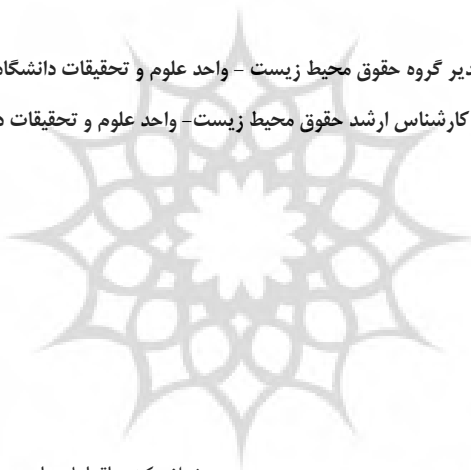 دیر گروه حقوق محیط زیست - واحد علوم و تحقیقات دانشگاه
کارشناس ارشد حقوق محیط زیست- واحد علوم و تحقیقات د